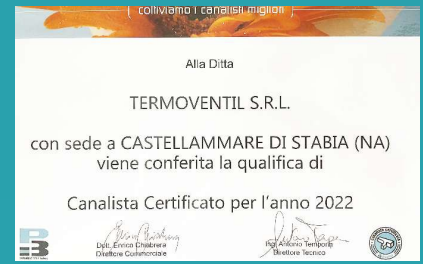 coltiviamo i canalisti migliori
Alla Ditta
TERMOVENTIL S.R.L.
con sede a CASTELLAMMARE DI STABIA (NA)
viene conferita la qualifica di
Canalista Certificato per l'anno 2022
Dott. Enrico Chiabrera
Direttore Commerciale
Ing. Antonio Temporin
Direttore Tecnico